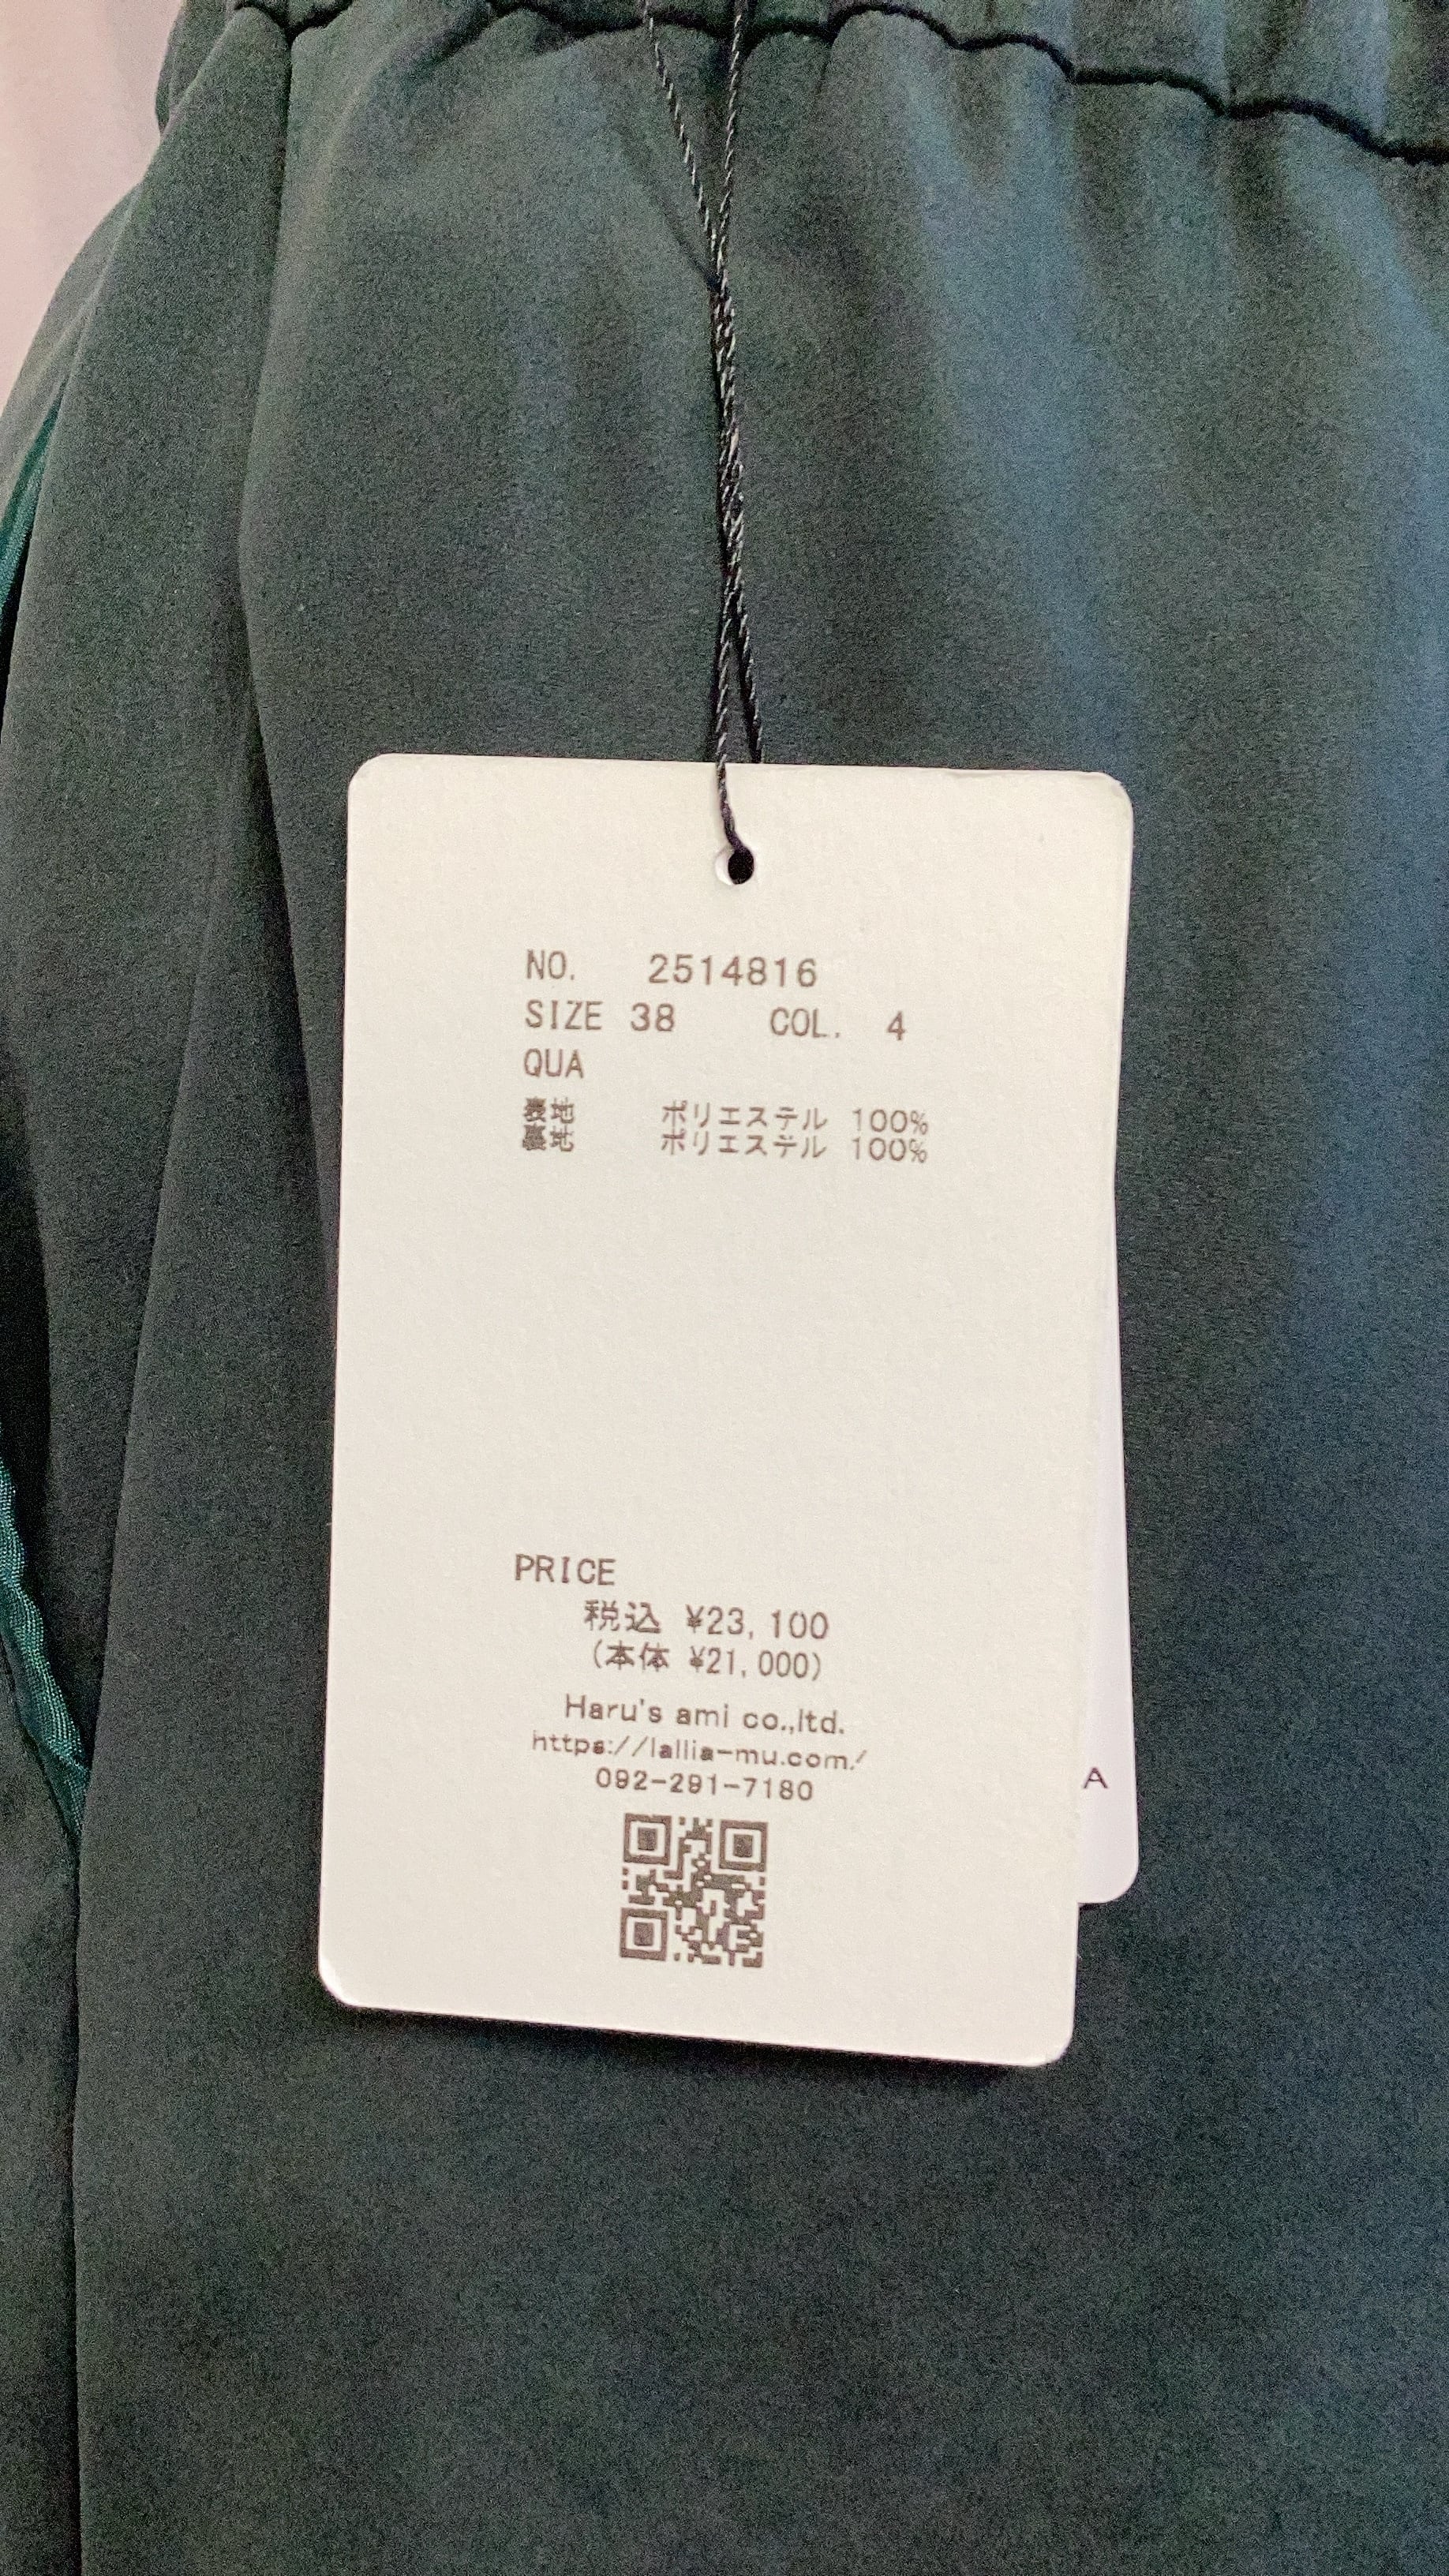 NO. 2514816
SIZE 38 COL. 4
QUA
表地 ポリエステル 100%
裏地 ポリエステル 100%
PRICE
税込 ¥23,100
(本体 ¥21,000)
Haru's ami co.,ltd.
https://lallia-mu.com/
092-291-7180
A